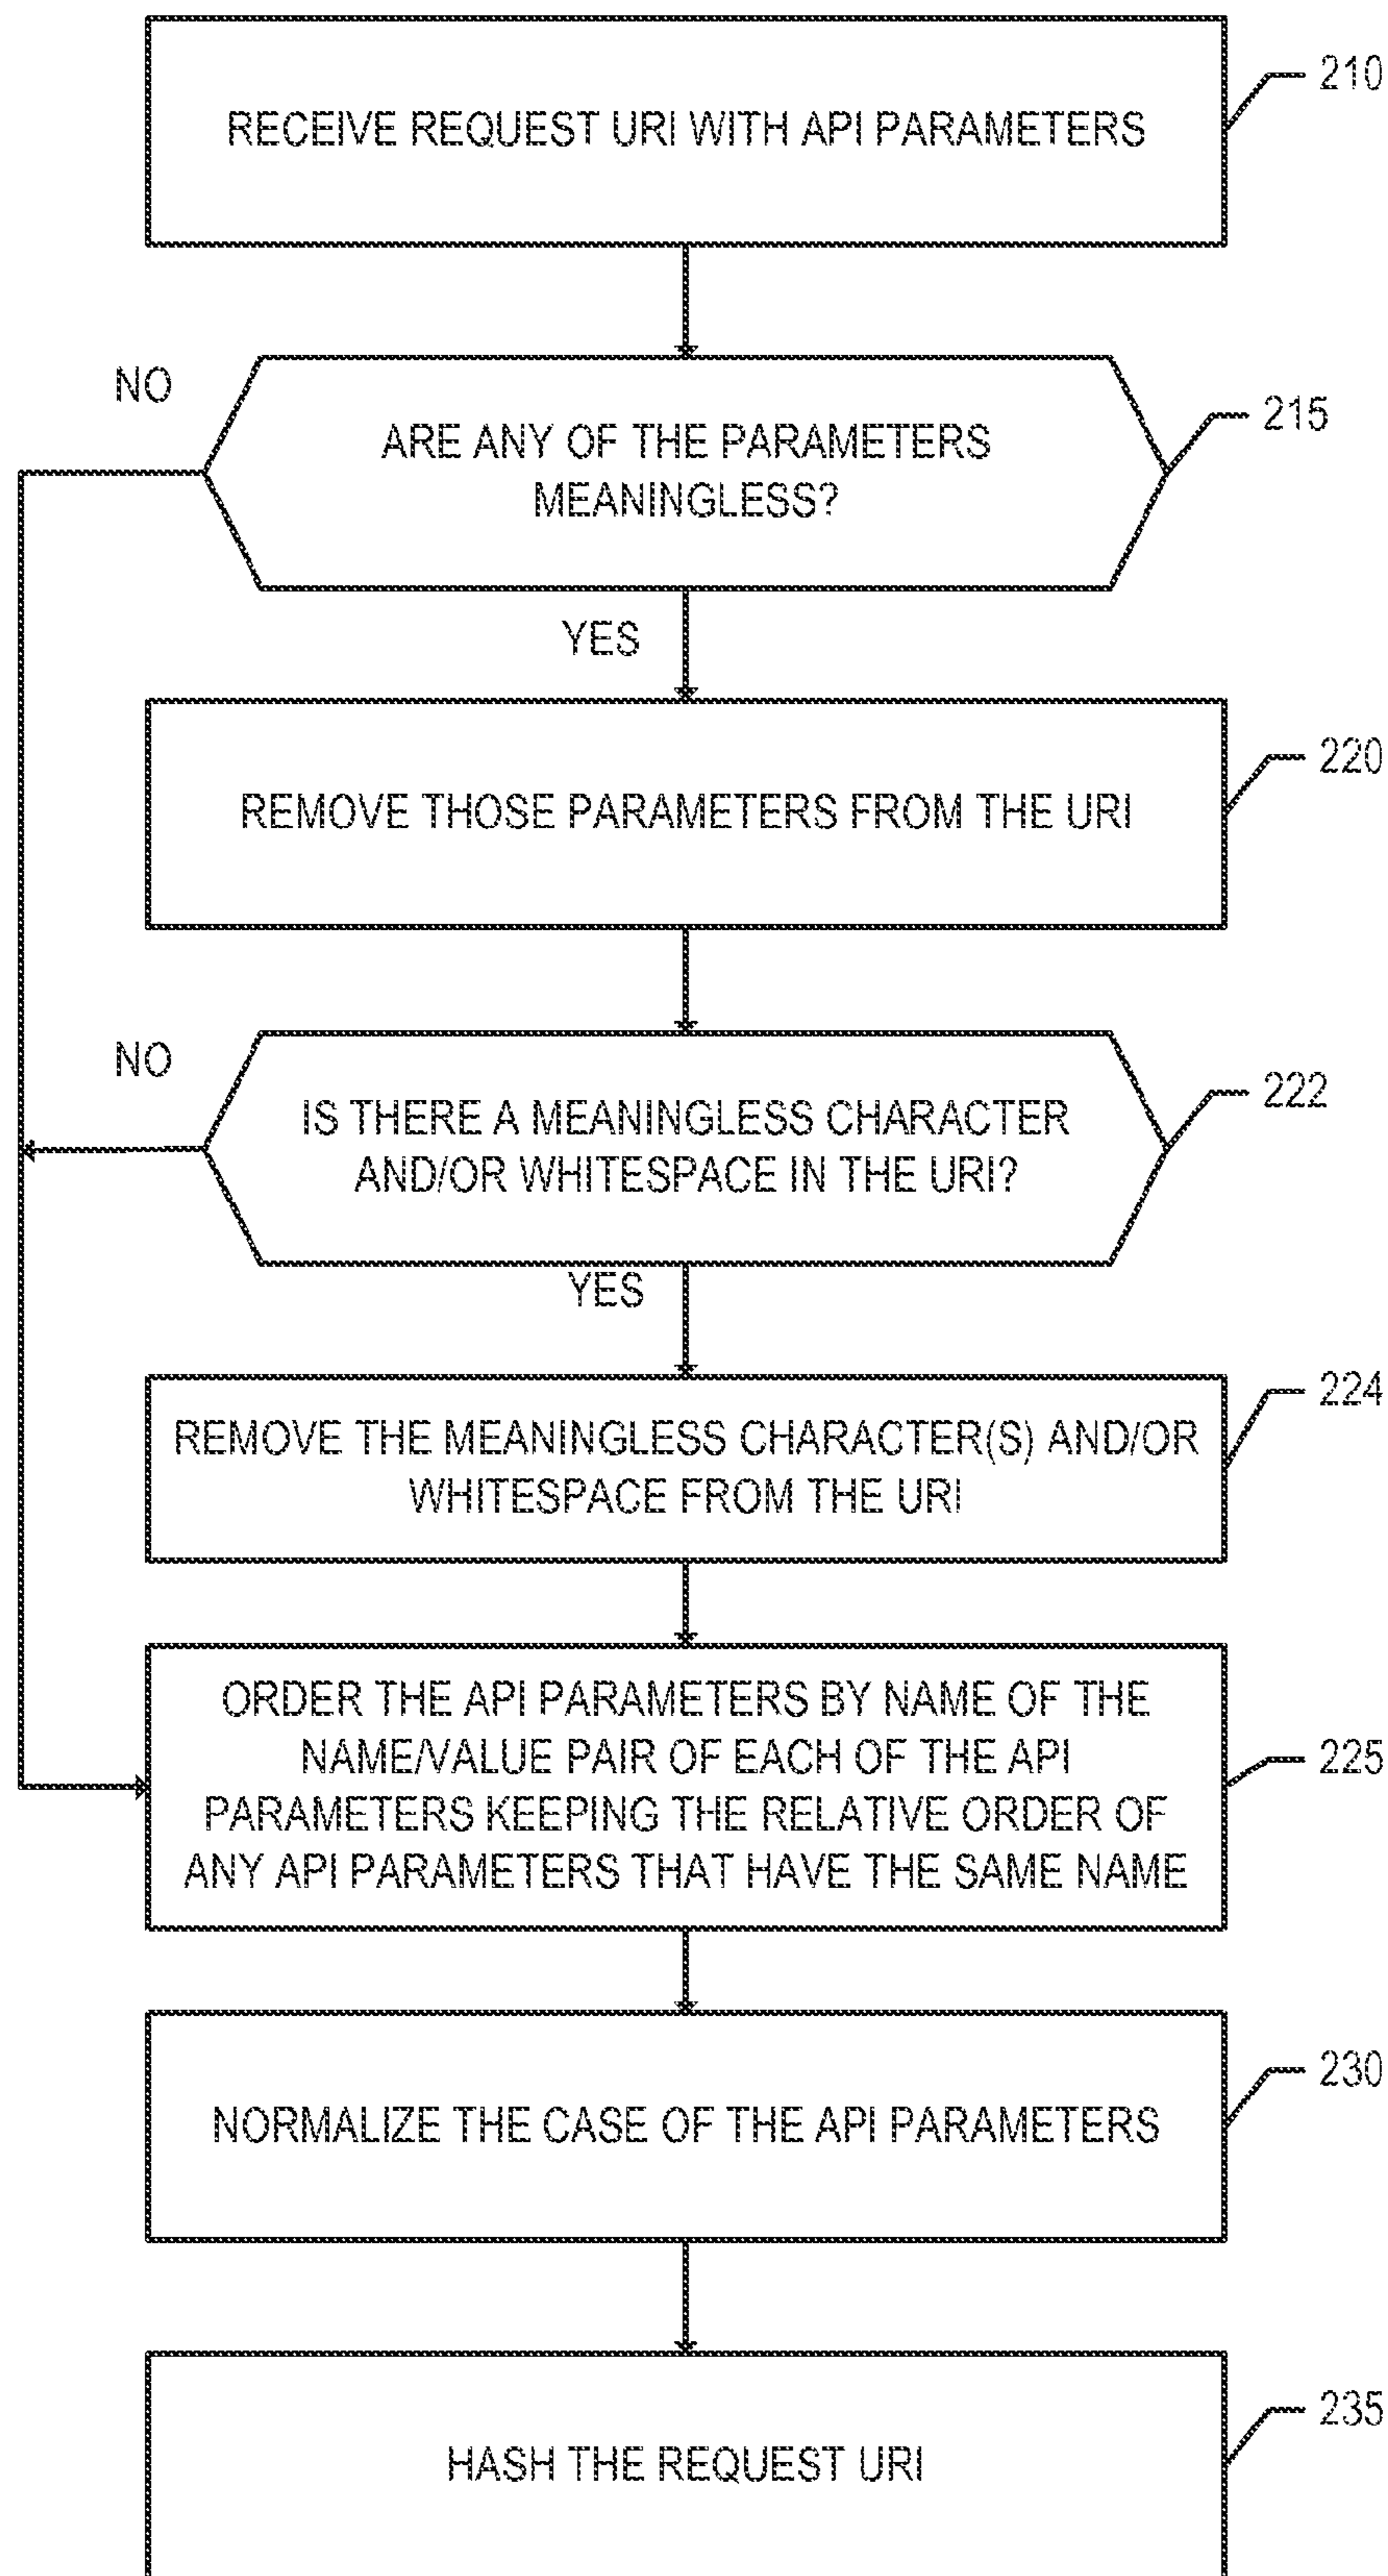 RECEIVE REQUEST URI WITH API PARAMETERS
210
NO
ARE ANY OF THE PARAMETERS
MEANINGLESS?
215
YES
REMOVE THOSE PARAMETERS FROM THE URI
220
NO
IS THERE A MEANINGLESS CHARACTER
AND/OR WHITESPACE IN THE URI?
222
YES
REMOVE THE MEANINGLESS CHARACTER(S) AND/OR
WHITESPACE FROM THE URI
224
ORDER THE API PARAMETERS BY NAME OF THE
NAME/VALUE PAIR OF EACH OF THE API
PARAMETERS KEEPING THE RELATIVE ORDER OF
ANY API PARAMETERS THAT HAVE THE SAME NAME
225
NORMALIZE THE CASE OF THE API PARAMETERS
230
HASH THE REQUEST URI
235